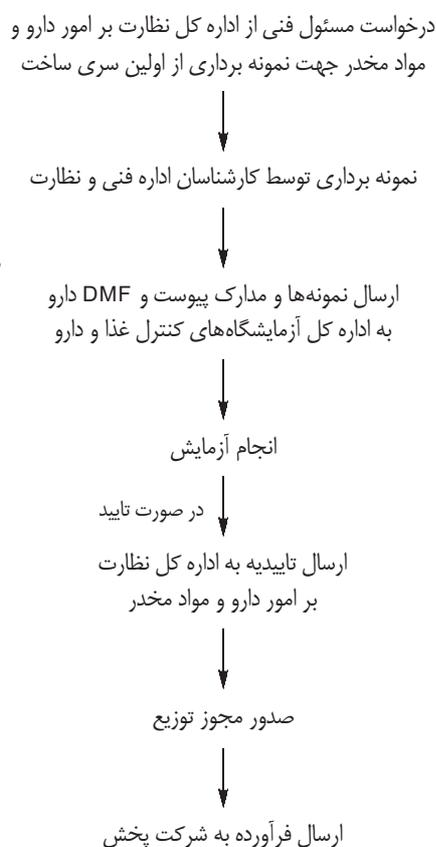 درخواست مسئول فنی از اداره کل نظارت بر امور دارو و
مواد مخدر جهت نمونه برداری از اولین سری ساخت
نمونه برداری توسط کارشناسان اداره فنی و نظارت
ارسال نمونه‌ها و مدارک پیوست و DMF دارو
به اداره کل آزمایشگاه‌های کنترل غذا و دارو
انجام آزمایش
در صورت تایید
ارسال تاییدیه به اداره کل نظارت
بر امور دارو و مواد مخدر
صدور مجوز توزیع
ارسال فرآورده به شرکت پخش